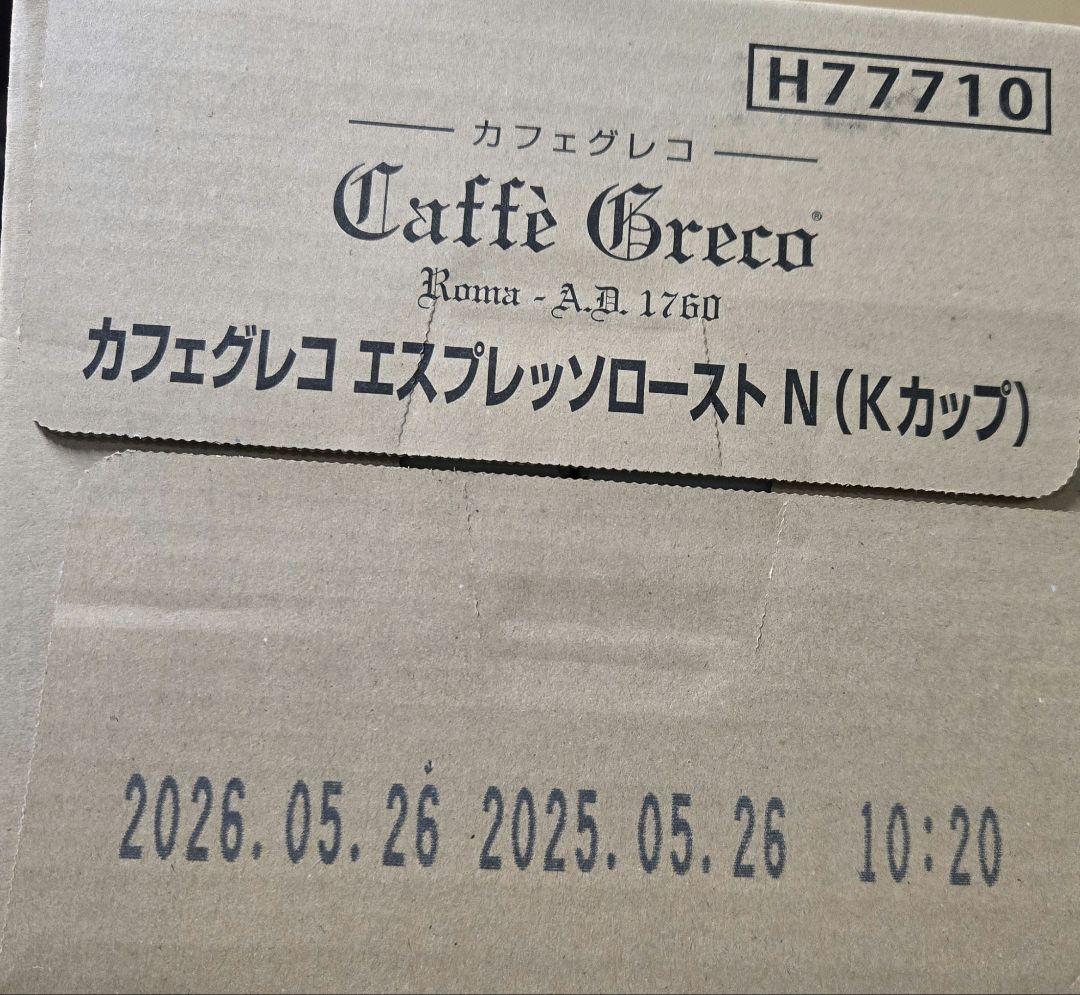 H77710
カフェグレコ
Caffè Greco®
Roma - A.D. 1760
カフェグレコ エスプレッソロースト N(Kカップ)
2026.05.26 2025.05.26 10:20